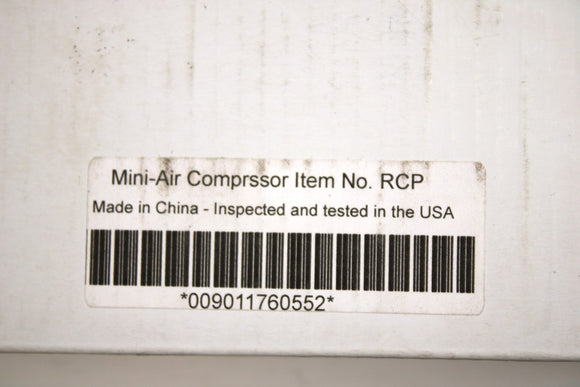 Mini-Air Comprssor Item No. RCP
Made in China - Inspected and tested in the USA
*009011760552*